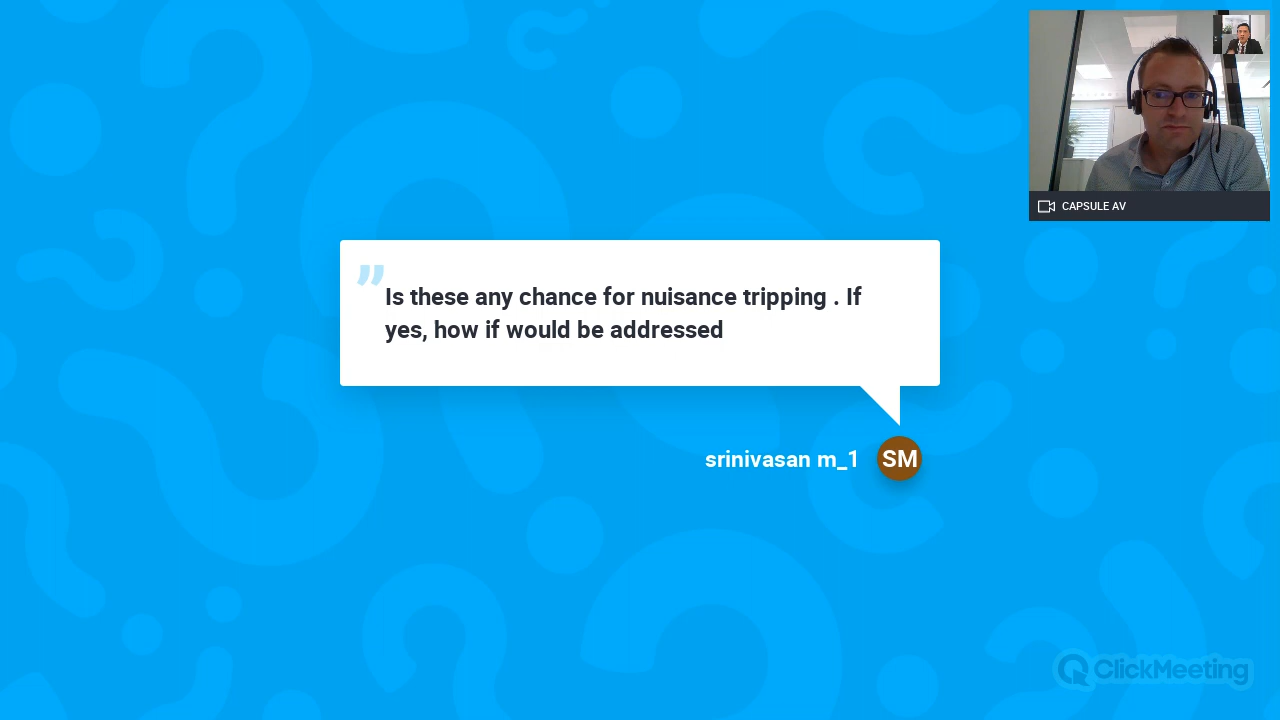 CAPSULE AV
"
Is these any chance for nuisance tripping . If
yes, how if would be addressed
srinivasan m_1
SM
ClickMeeting